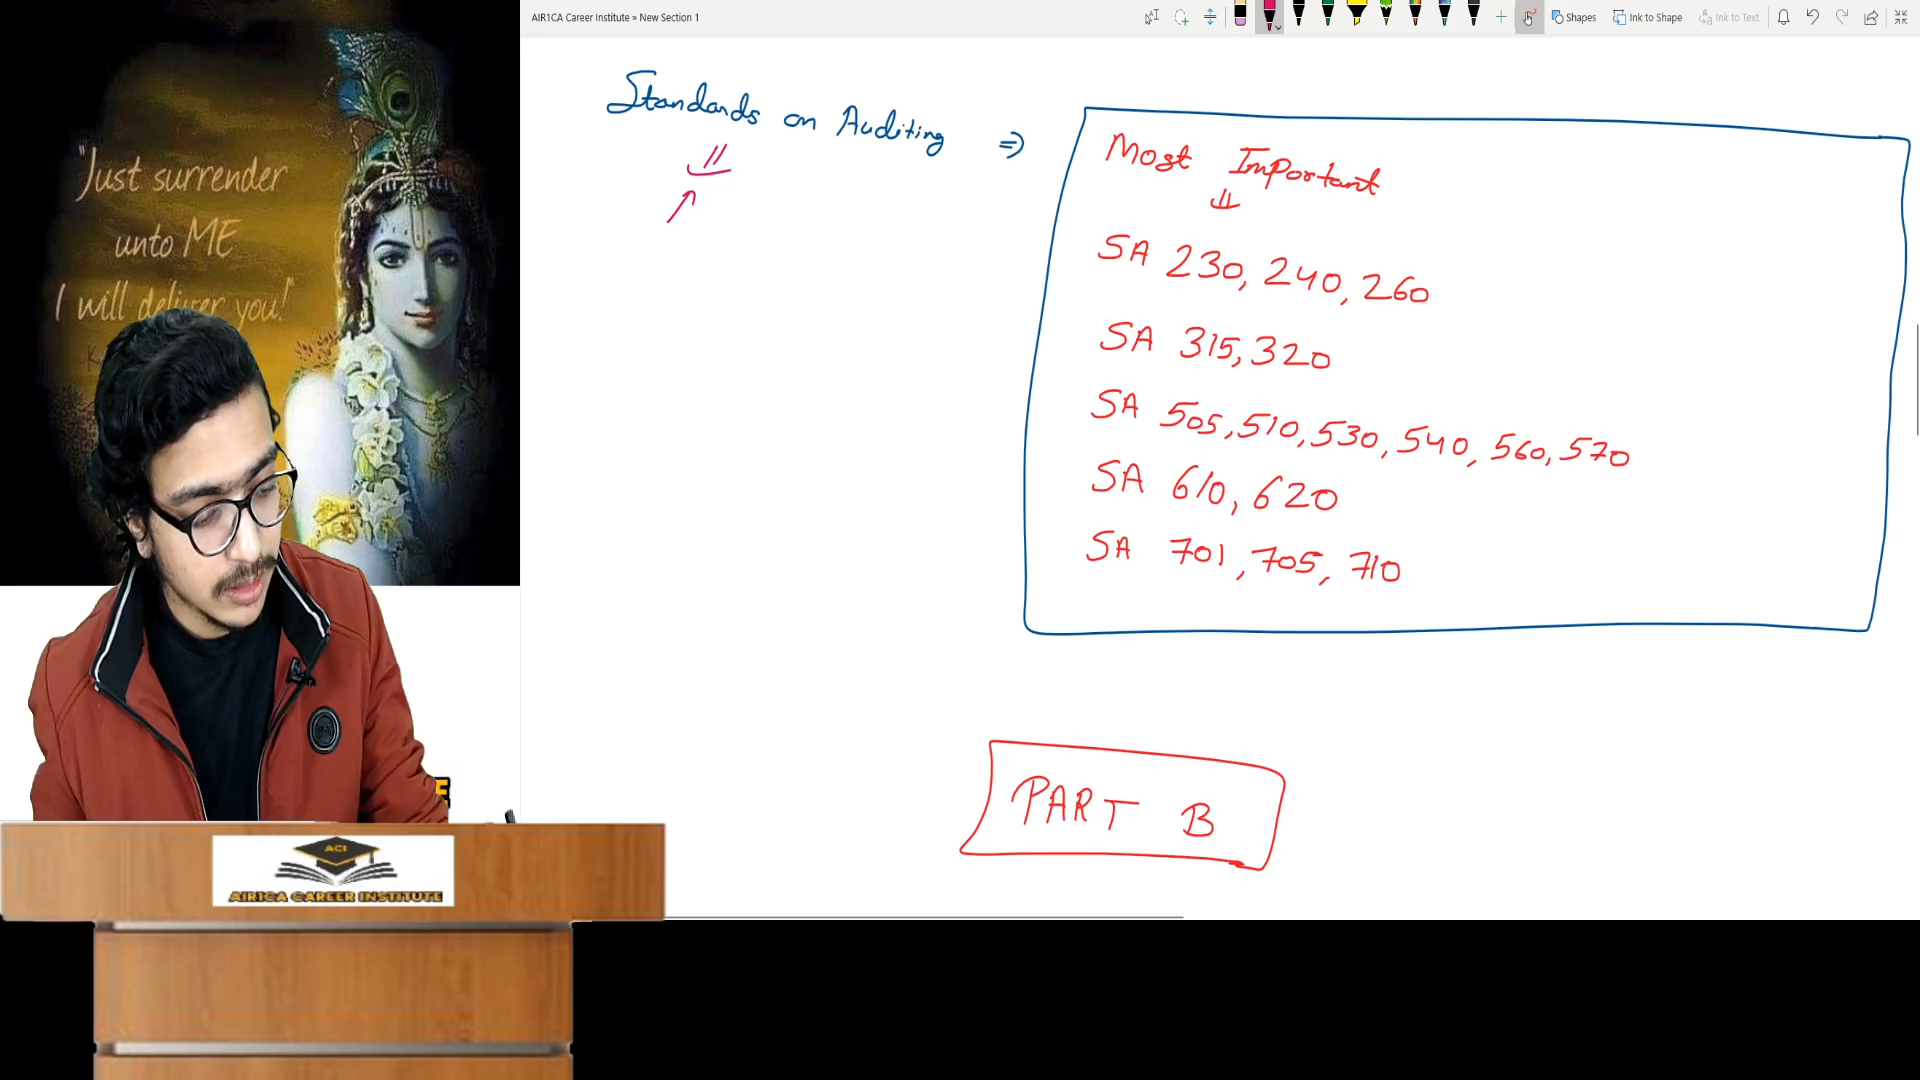 AIR1CA Career Institute » New Section 1
Shapes
Ink to Shape
Ink to Text
Standards on Auditing ⇒
Most Important
SA 230, 240, 260
SA 315, 320
SA 505, 510, 530, 540, 560, 570
SA 610, 620
SA 701, 705, 710
PART B
"Just surrender
unto ME
I will deliver you!"
ACI
AIR1CA CAREER INSTITUTE